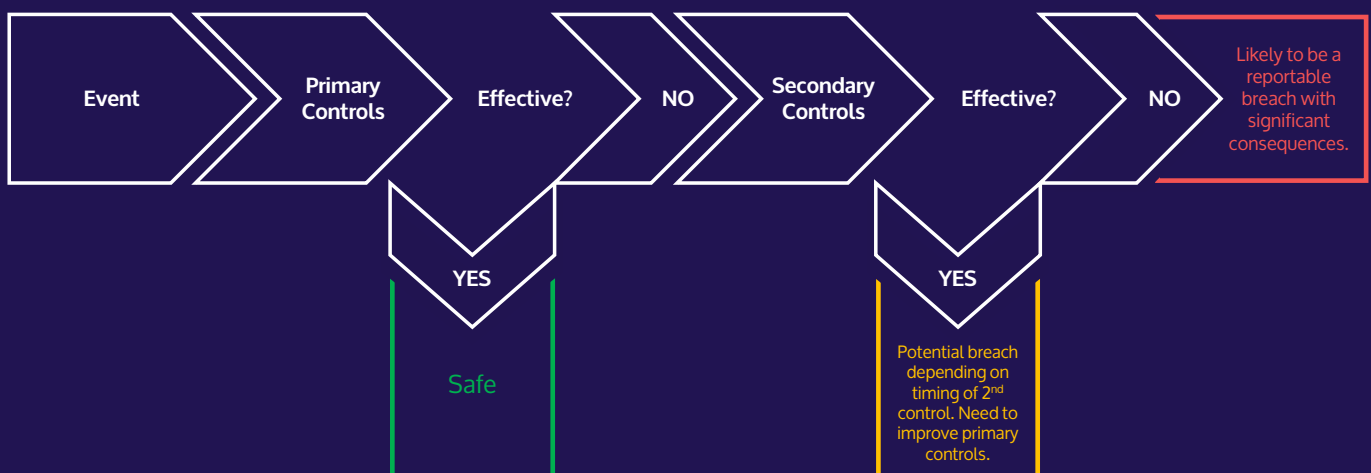 Event
Primary
Controls
Effective?
NO
Secondary
Controls
Effective?
NO
Likely to be a
reportable
breach with
significant
consequences.
YES
Safe
YES
Potential breach
depending on
timing of 2nd
control. Need to
improve primary
controls.